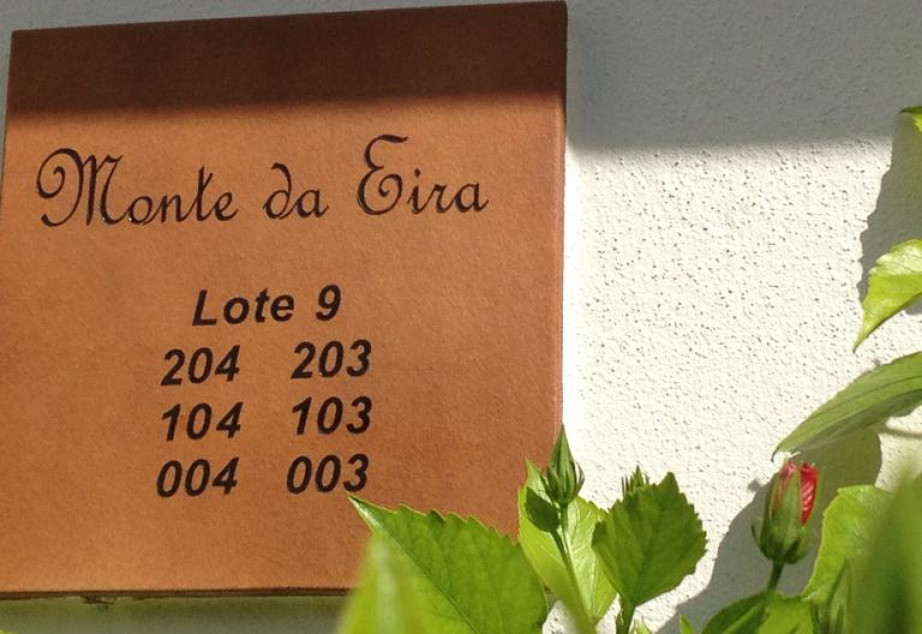 Monte da Eira
Lote 9
204 203
104 103
004 003